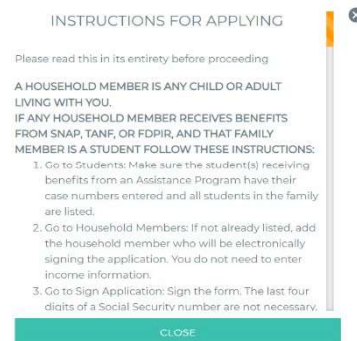 INSTRUCTIONS FOR APPLYING
Please read this in its entirety before proceeding
A HOUSEHOLD MEMBER IS ANY CHILD OR ADULT
LIVING WITH YOU.
IF ANY HOUSEHOLD MEMBER RECEIVES BENEFITS
FROM SNAP, TANF, OR FDPIR, AND THAT FAMILY
MEMBER IS A STUDENT FOLLOW THESE INSTRUCTIONS:
1. Go to Students: Make sure the student(s) receiving
benefits from an Assistance Program have their
case numbers entered and all students in the family
are listed.
2. Go to Household Members: If not already listed, add
the household member who will be electronically
signing the application. You do not need to enter
income information.
3. Go to Sign Application: Sign the form. The last four
digits of a Social Security number are not necessary.
CLOSE